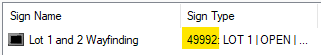 Sign Name Sign Type
Lot 1 and 2 Wayfinding 49992: LOT 1 | OPEN | ...